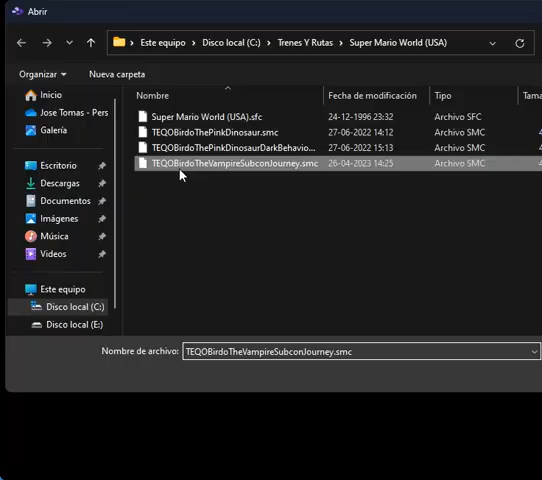 Abrir
Este equipo › Disco local (C:) › Trenes Y Rutas › Super Mario World (USA)
Organizar Nueva carpeta
Nombre Fecha de modificación Tipo
Inicio
Jose Tomas - Pers
Galería
Escritorio
Descargas
Documentos
Imágenes
Música
Videos
Este equipo
Disco local (C:)
Disco local (E:)
Super Mario World (USA).sfc 24-12-1996 23:32 Archivo SFC
TEQOBirdoThePinkDinosaur.smc 27-06-2022 14:12 Archivo SMC 4
TEQOBirdoThePinkDinosaurDarkBehavio... 27-06-2022 15:13 Archivo SMC 4
TEQOBirdoTheVampireSubconJourney.smc 26-04-2023 14:25 Archivo SMC 4
Nombre de archivo: TEQOBirdoTheVampireSubconJourney.smc